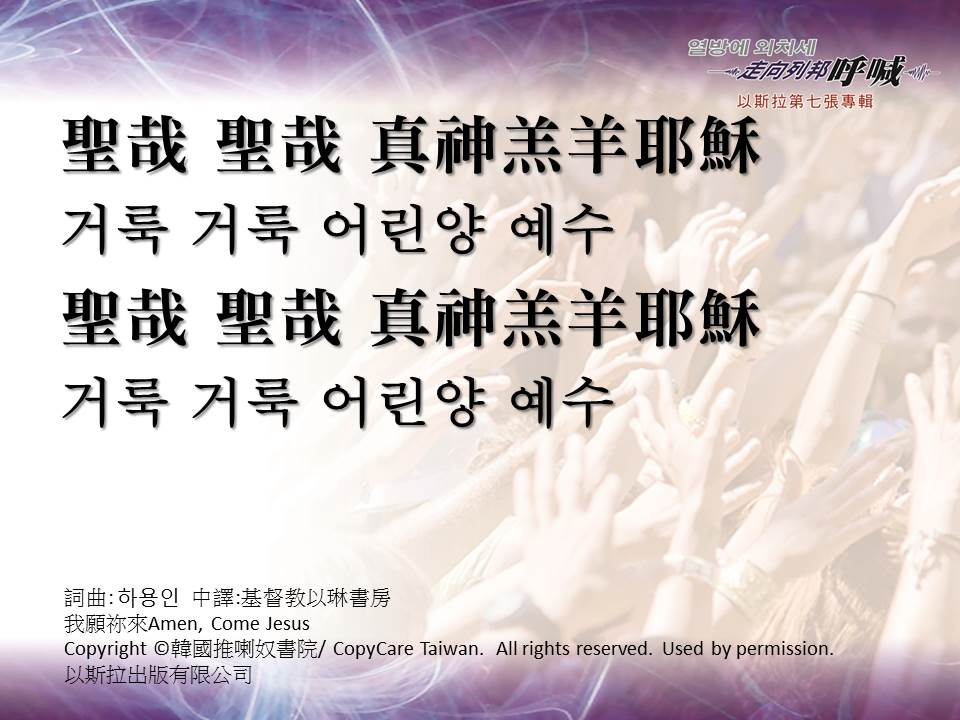 열방에 외치세
走向列邦呼喊
以斯拉第七張專輯
聖哉 聖哉 真神羔羊耶穌
거룩 거룩 어린양 예수
聖哉 聖哉 真神羔羊耶穌
거룩 거룩 어린양 예수
詞曲:하용인 中譯:基督教以琳書房
我願祢來Amen, Come Jesus
Copyright ©韓國推喇奴書院/ CopyCare Taiwan. All rights reserved. Used by permission.
以斯拉出版有限公司